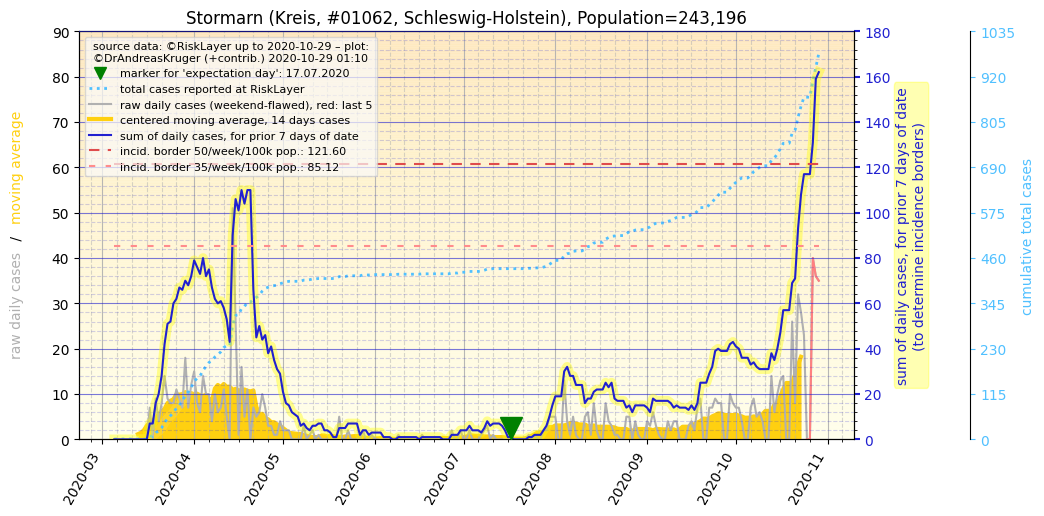 Stormarn (Kreis, #01062, Schleswig-Holstein), Population=243,196
source data: ©RiskLayer up to 2020-10-29 – plot:
©DrAndreasKruger (+contrib.) 2020-10-29 01:10
marker for 'expectation day': 17.07.2020
total cases reported at RiskLayer
raw daily cases (weekend-flawed), red: last 5
centered moving average, 14 days cases
sum of daily cases, for prior 7 days of date
incid. border 50/week/100k pop.: 121.60
incid. border 35/week/100k pop.: 85.12
raw daily cases / moving average
90
80
70
60
50
40
30
20
10
0
180
160
140
120
100
80
60
40
20
0
sum of daily cases, for prior 7 days of date
(to determine incidence borders)
1035
920
805
690
575
460
345
230
115
0
cumulative total cases
2020-03
2020-04
2020-05
2020-06
2020-07
2020-08
2020-09
2020-10
2020-11